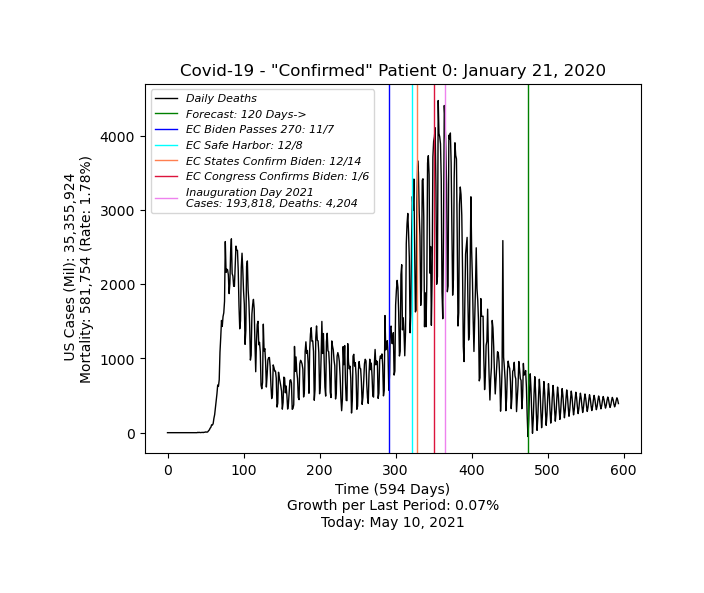 Covid-19 - "Confirmed" Patient 0: January 21, 2020
Daily Deaths
Forecast: 120 Days->
EC Biden Passes 270: 11/7
EC Safe Harbor: 12/8
EC States Confirm Biden: 12/14
EC Congress Confirms Biden: 1/6
Inauguration Day 2021
Cases: 193,818, Deaths: 4,204
US Cases (Mil): 35,355,924
Mortality: 581,754 (Rate: 1.78%)
4000
3000
2000
1000
0
0 100 200 300 400 500 600
Time (594 Days)
Growth per Last Period: 0.07%
Today: May 10, 2021